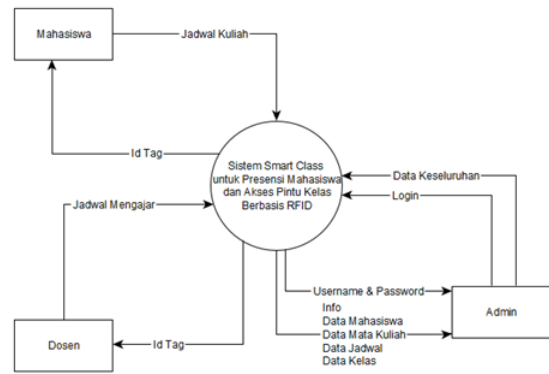 Mahasiswa
Jadwal Kuliah
Id Tag
Sistem Smart Class
untuk Presensi Mahasiswa
dan Akses Pintu Kelas
Berbasis RFID
Data Keseluruhan
Login
Jadwal Mengajar
Username & Password
Info
Data Mahasiswa
Data Mata Kuliah
Data Jadwal
Data Kelas
Admin
Dosen
Id Tag